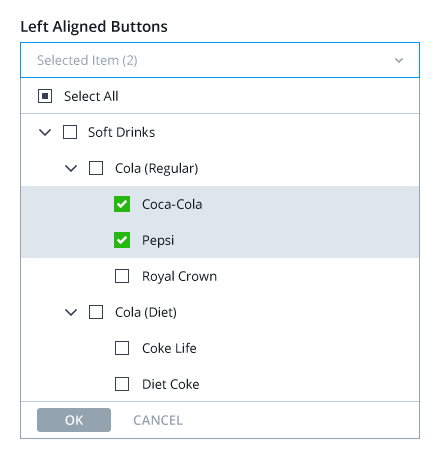 Left Aligned Buttons
Selected Item (2)
Select All
Soft Drinks
Cola (Regular)
Coca-Cola
Pepsi
Royal Crown
Cola (Diet)
Coke Life
Diet Coke
OK CANCEL